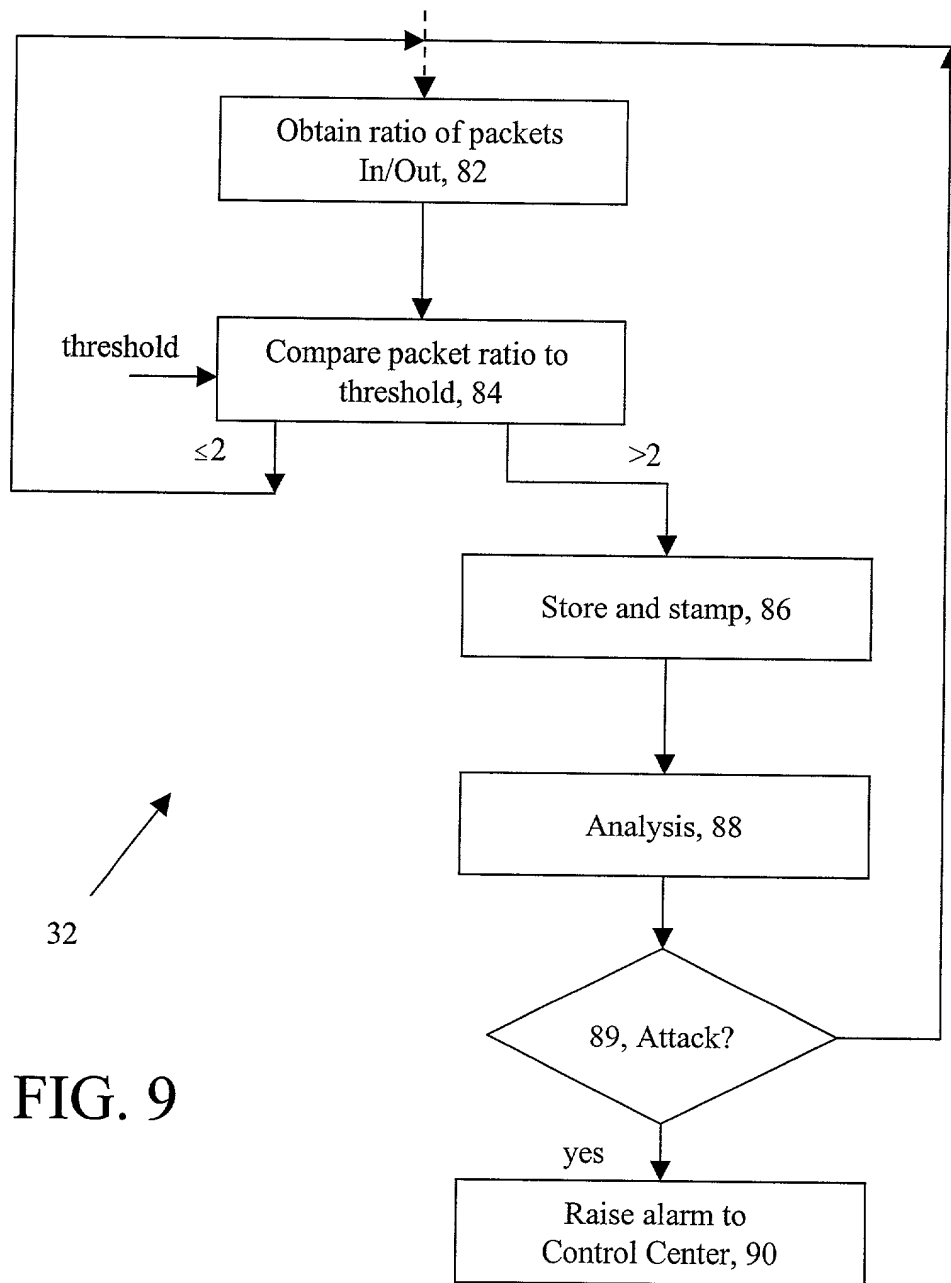 Obtain ratio of packets
In/Out, 82
threshold
Compare packet ratio to
threshold, 84
≤2
>2
Store and stamp, 86
Analysis, 88
32
89, Attack?
FIG. 9
yes
Raise alarm to
Control Center, 90